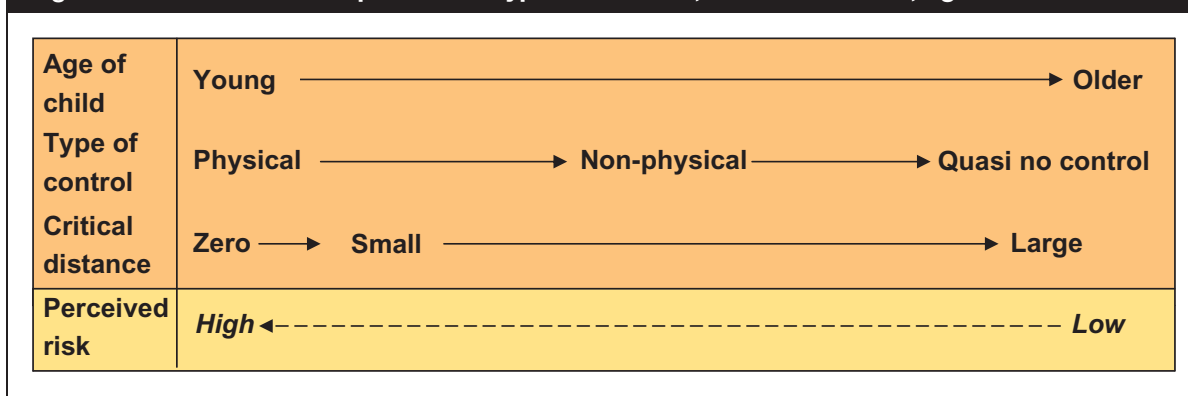 Age of
child
Young
Older
Type of
control
Physical
Non-physical
Quasi no control
Critical
distance
Zero
Small
Large
Perceived
risk
High
Low